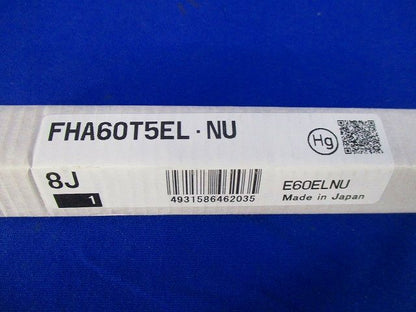 FHA60T5EL·NU
Hg
8J
1
4931586462035
E60ELNU
Made in Japan